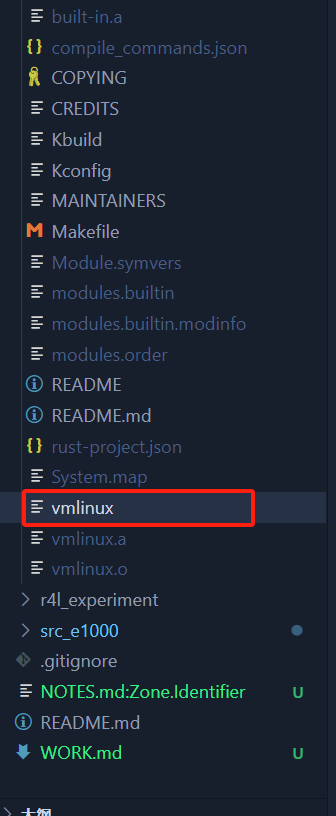 built-in.a
compile_commands.json
COPYING
CREDITS
Kbuild
Kconfig
MAINTAINERS
Makefile
Module.symvers
modules.builtin
modules.builtin.modinfo
modules.order
README
README.md
rust-project.json
System.map
vmlinux
vmlinux.a
vmlinux.o
r4l_experiment
src_e1000
.gitignore
NOTES.md:Zone.Identifier U
README.md
WORK.md U
大纲